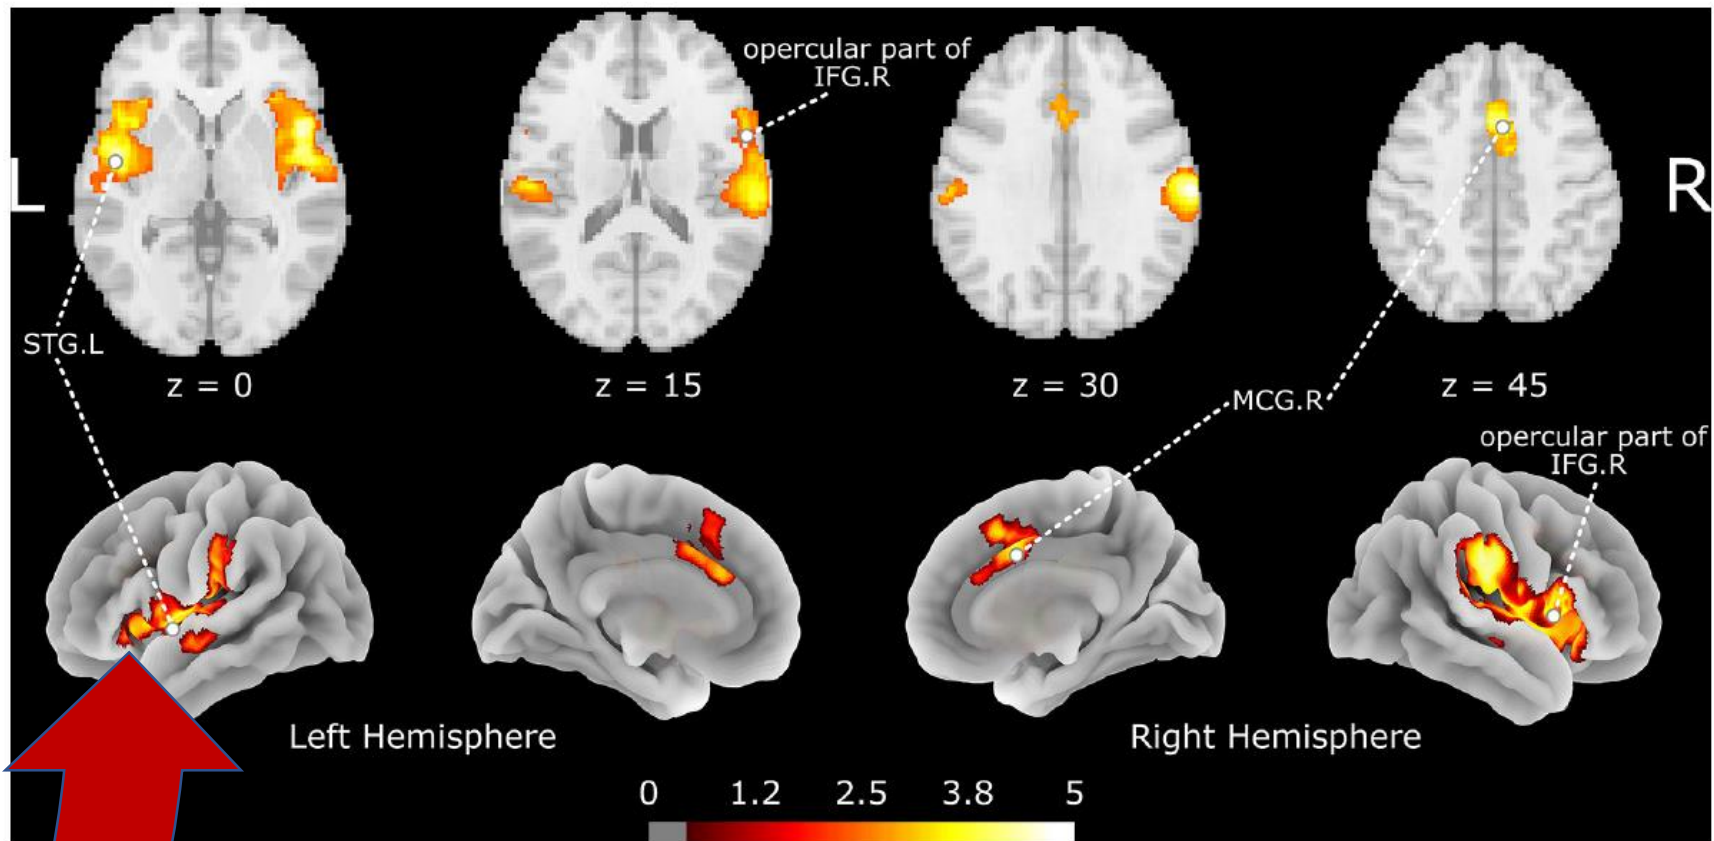 opercular part of
IFG.R
L
R
STG.L
z = 0
z = 15
z = 30
z = 45
MCG.R
opercular part of
IFG.R
Left Hemisphere
Right Hemisphere
0 1.2 2.5 3.8 5